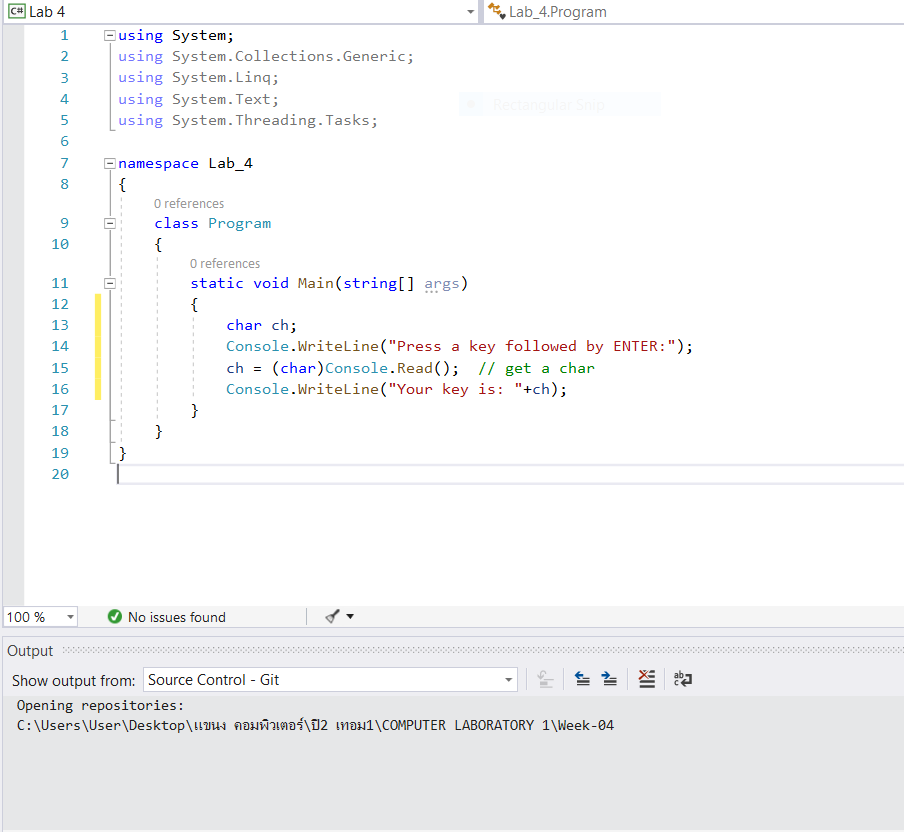 C# Lab 4
Lab_4.Program
1 using System;
2 using System.Collections.Generic;
3 using System.Linq;
4 using System.Text;
5 using System.Threading.Tasks;
6
7 namespace Lab_4
8 {
0 references
9 class Program
10 {
0 references
11 static void Main(string[] args)
12 {
13 char ch;
14 Console.WriteLine("Press a key followed by ENTER:");
15 ch = (char)Console.Read();  // get a char
16 Console.WriteLine("Your key is: "+ch);
17 }
18 }
19 }
20
Rectangular Snip
100 %
No issues found
Output
Show output from: Source Control - Git
Opening repositories:
C:\Users\User\Desktop\แขนง คอมพิวเตอร์\ปี2 เทอม1\COMPUTER LABORATORY 1\Week-04